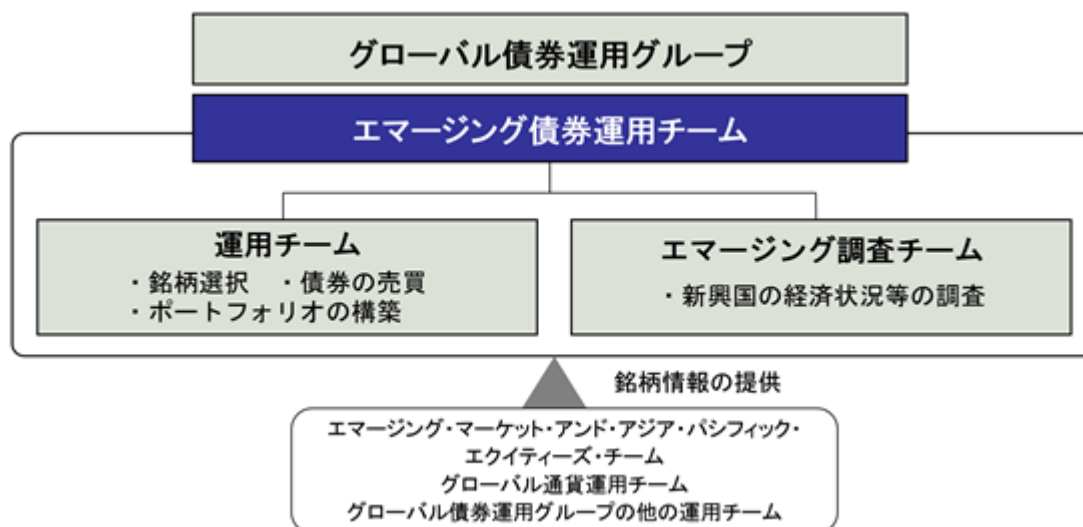 グローバル債券運用グループ
エマージング債券運用チーム
運用チーム
・銘柄選択　・債券の売買
・ポートフォリオの構築
エマージング調査チーム
・新興国の経済状況等の調査
銘柄情報の提供
エマージング・マーケット・アンド・アジア・パシフィック・
エクイティーズ・チーム
グローバル通貨運用チーム
グローバル債券運用グループの他の運用チーム